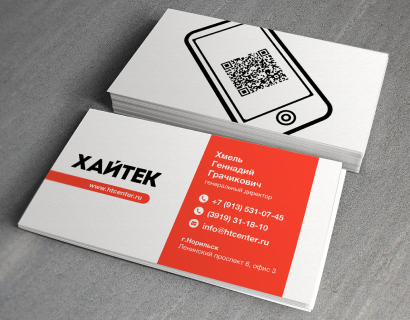 ХАЙТЕК
www.htcenter.ru
Хмель
Геннадий
Грачикович
генеральный директор
+7 (913) 531-07-45
(3919) 31-18-10
info@htcenter.ru
г.Норильск
Ленинский проспект 6, офис 3